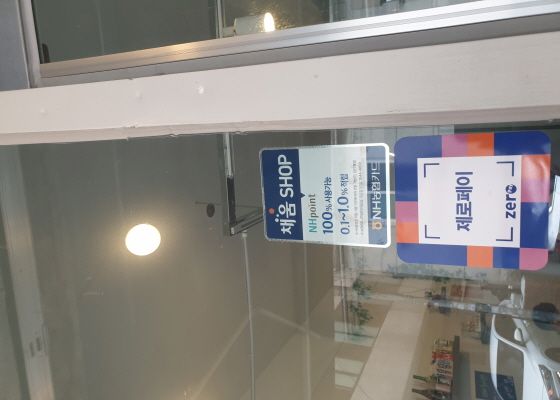 채움 SHOP
NHpoint
100%사용가능
0.1~1.0%적립
NH농협카드
제로페이
zero